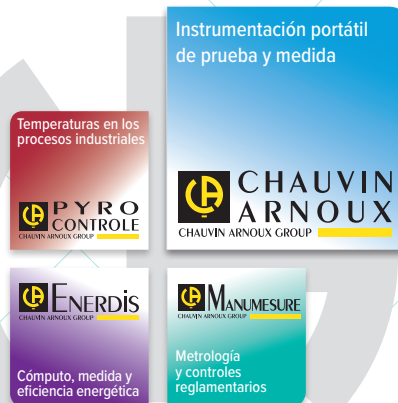 Instrumentación portátil
de prueba y medida
CHAUVIN
ARNOUX
CHAUVIN ARNOUX GROUP
Temperaturas en los
procesos industriales
PYRO
CONTROLE
CHAUVIN ARNOUX GROUP
ENERDIS
CHAUVIN ARNOUX GROUP
Cómputo, medida y
eficiencia energética
MANUMESURE
CHAUVIN ARNOUX GROUP
Metrología
y controles
reglamentarios